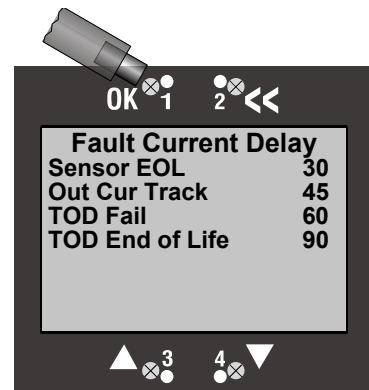 OK 1 2 <<
Fault Current Delay
Sensor EOL 30
Out Cur Track 45
TOD Fail 60
TOD End of Life 90
3 4